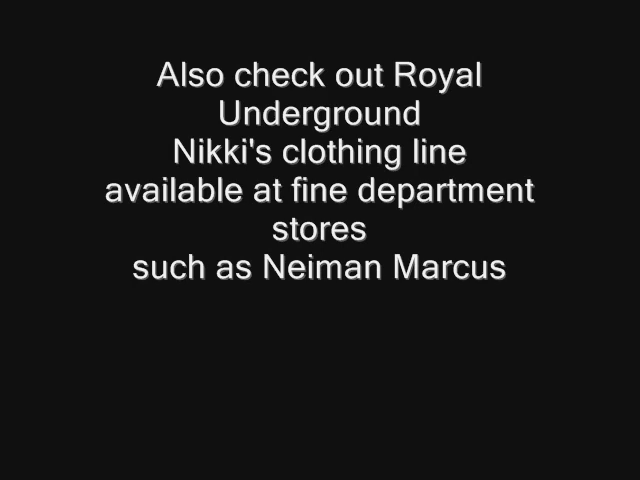 Also check out Royal
Underground
Nikki's clothing line
available at fine department
stores
such as Neiman Marcus